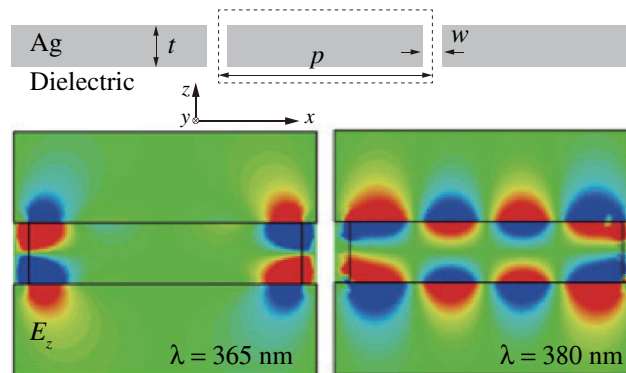 Ag
t
w
p
Dielectric
z
y
x
E_z
λ = 365 nm
λ = 380 nm